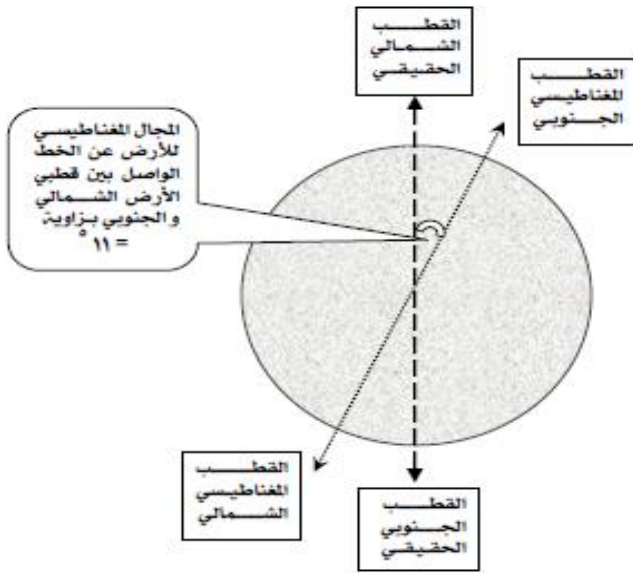 القطب
الشمالي
الحقيقي
القطب
المغناطيسي
الجنوبي
المجال المغناطيسي
للأرض عن الخط
الواصل بين قطبي
الأرض الشمالي
والجنوبي بزاوية
= ١١ °
القطب
المغناطيسي
الشمالي
القطب
الجنوبي
الحقيقي